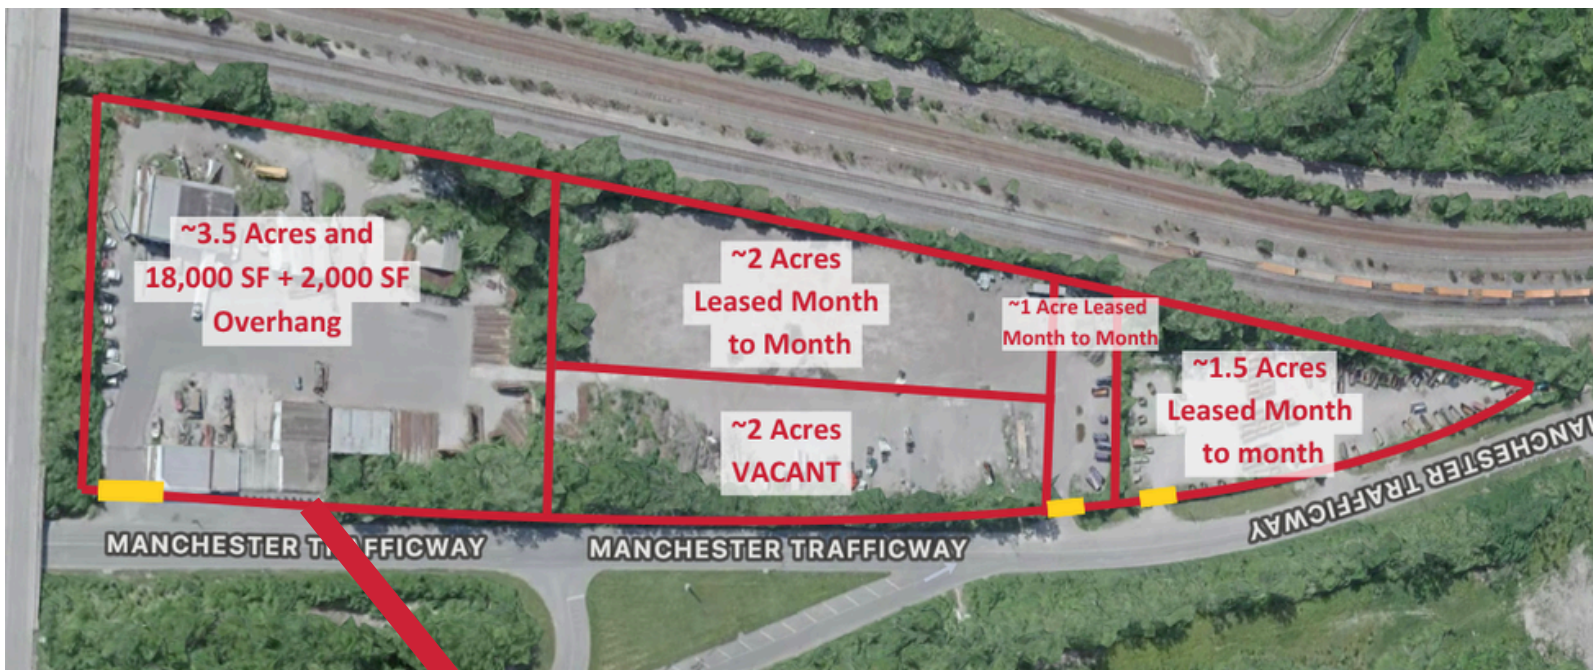 ~3.5 Acres and
18,000 SF + 2,000 SF
Overhang
~2 Acres
Leased Month
to Month
~1 Acre Leased
Month to Month
~1.5 Acres
Leased Month
to month
~2 Acres
VACANT
MANCHESTER TRAFFICWAY
MANCHESTER TRAFFICWAY
MANCHESTER TRAFFICWAY